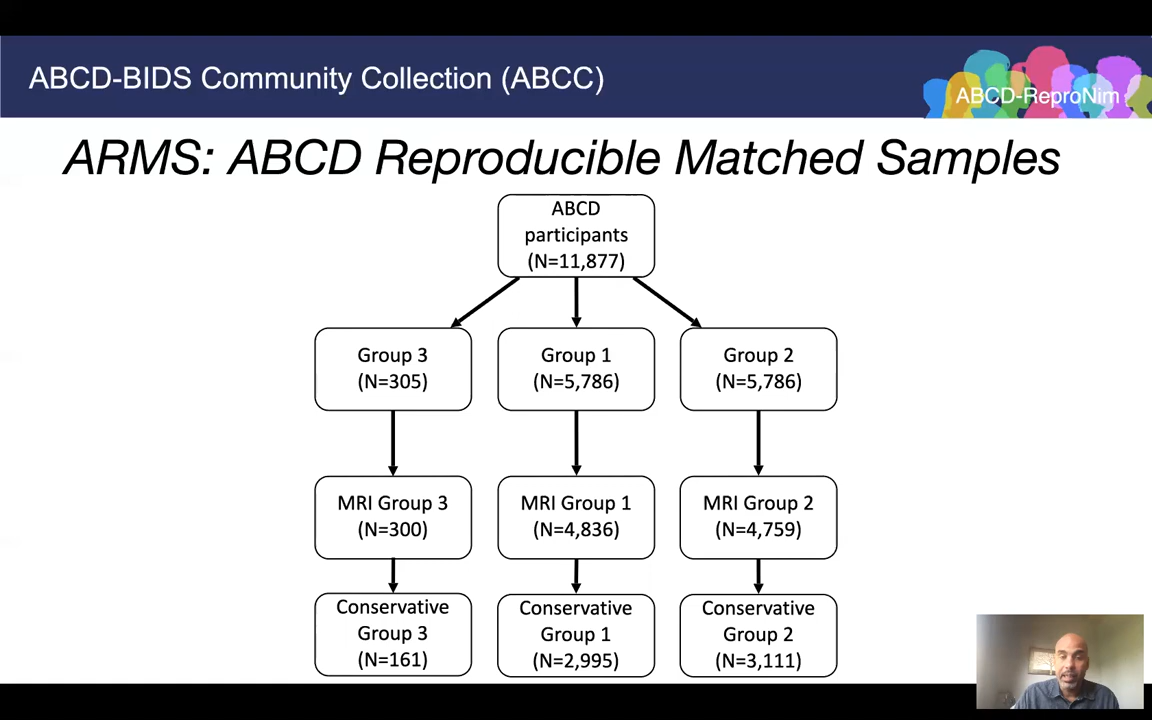 ABCD-BIDS Community Collection (ABCC)
ABCD-ReproNim
ARMS: ABCD Reproducible Matched Samples
ABCD
participants
(N=11,877)
Group 3
(N=305)
Group 1
(N=5,786)
Group 2
(N=5,786)
MRI Group 3
(N=300)
MRI Group 1
(N=4,836)
MRI Group 2
(N=4,759)
Conservative
Group 3
(N=161)
Conservative
Group 1
(N=2,995)
Conservative
Group 2
(N=3,111)